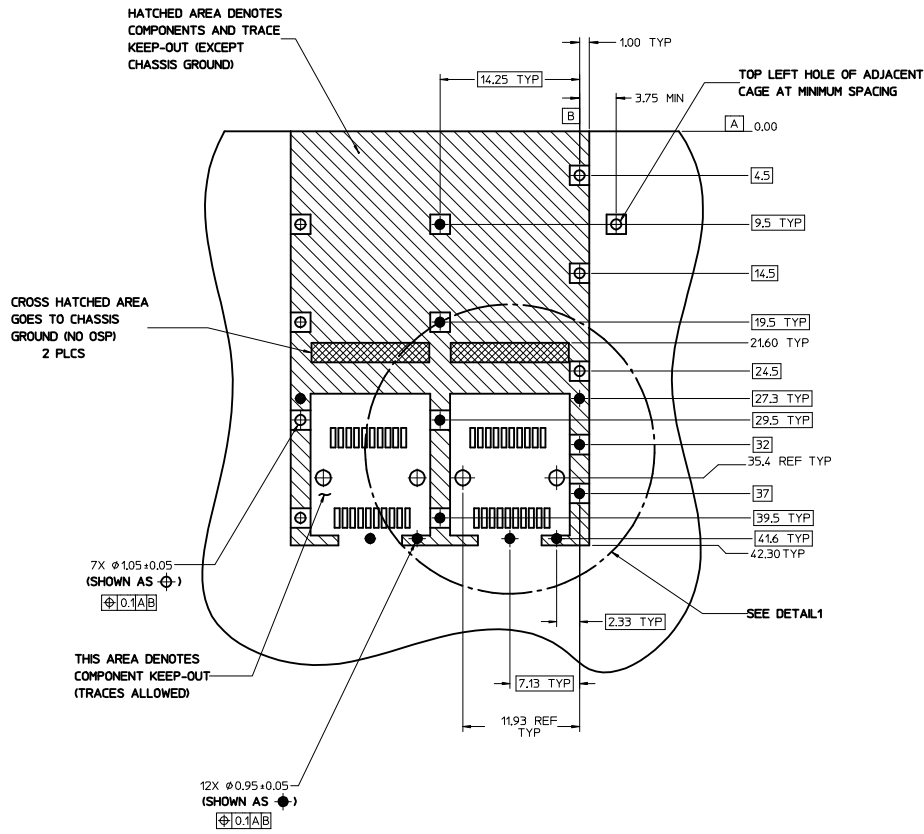 HATCHED AREA DENOTES
COMPONENTS AND TRACE
KEEP-OUT (EXCEPT
CHASSIS GROUND)
1.00 TYP
14.25 TYP
TOP LEFT HOLE OF ADJACENT
CAGE AT MINIMUM SPACING
3.75 MIN
B
A 0.00
4.5
9.5 TYP
14.5
CROSS HATCHED AREA
GOES TO CHASSIS
GROUND (NO OSP)
2 PLCS
19.5 TYP
21.60 TYP
24.5
27.3 TYP
29.5 TYP
32
35.4 REF TYP
37
39.5 TYP
41.6 TYP
42.30 TYP
7X Ø1.05±0.05
(SHOWN AS ⌖)
⌖ 0.1 A B
SEE DETAIL1
2.33 TYP
THIS AREA DENOTES
COMPONENT KEEP-OUT
(TRACES ALLOWED)
7.13 TYP
11.93 REF
TYP
12X Ø0.95±0.05
(SHOWN AS ●)
⌖ 0.1 A B